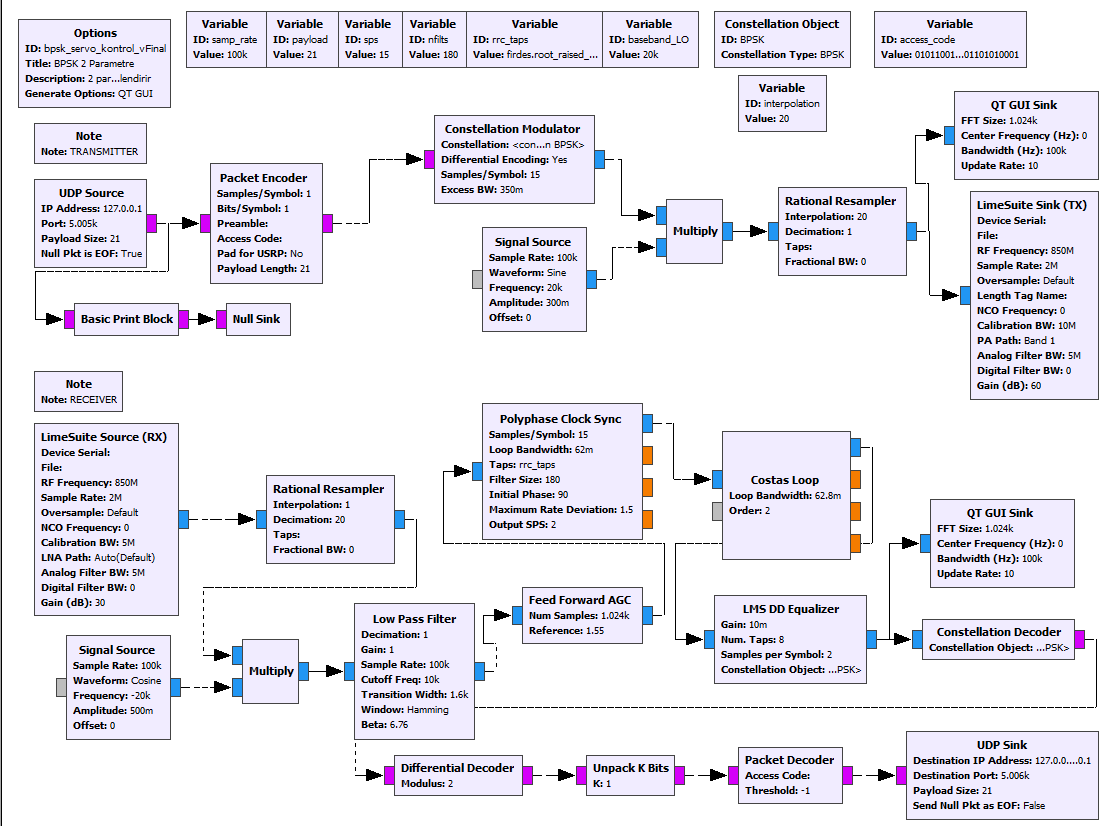 Options
ID: bpsk_servo_kontrol_vFinal
Title: BPSK 2 Parametre
Description: 2 par...lendirir
Generate Options: QT GUI
Variable
ID: samp_rate
Value: 100k
Variable
ID: payload
Value: 21
Variable
ID: sps
Value: 15
Variable
ID: nfilts
Value: 180
Variable
ID: rrc_taps
Value: firdes.root_raised_...
Variable
ID: baseband_LO
Value: 20k
Constellation Object
ID: BPSK
Constellation Type: BPSK
Variable
ID: access_code
Value: 01011001...01101010001
Variable
ID: interpolation
Value: 20
Note
Note: TRANSMITTER
UDP Source
IP Address: 127.0.0.1
Port: 5.005k
Payload Size: 21
Null Pkt is EOF: True
Packet Encoder
Samples/Symbol: 1
Bits/Symbol: 1
Preamble:
Access Code:
Pad for USRP: No
Payload Length: 21
Constellation Modulator
Constellation: <con...n BPSK>
Differential Encoding: Yes
Samples/Symbol: 15
Excess BW: 350m
Signal Source
Sample Rate: 100k
Waveform: Sine
Frequency: 20k
Amplitude: 300m
Offset: 0
Multiply
Rational Resampler
Interpolation: 20
Decimation: 1
Taps:
Fractional BW: 0
QT GUI Sink
FFT Size: 1.024k
Center Frequency (Hz): 0
Bandwidth (Hz): 100k
Update Rate: 10
LimeSuite Sink (TX)
Device Serial:
File:
RF Frequency: 850M
Sample Rate: 2M
Oversample: Default
Length Tag Name:
NCO Frequency: 0
Calibration BW: 10M
PA Path: Band 1
Analog Filter BW: 5M
Digital Filter BW: 0
Gain (dB): 60
Basic Print Block
Null Sink
Note
Note: RECEIVER
LimeSuite Source (RX)
Device Serial:
File:
RF Frequency: 850M
Sample Rate: 2M
Oversample: Default
NCO Frequency: 0
Calibration BW: 5M
LNA Path: Auto(Default)
Analog Filter BW: 5M
Digital Filter BW: 0
Gain (dB): 30
Rational Resampler
Interpolation: 1
Decimation: 20
Taps:
Fractional BW: 0
Polyphase Clock Sync
Samples/Symbol: 15
Loop Bandwidth: 62m
Taps: rrc_taps
Filter Size: 180
Initial Phase: 90
Maximum Rate Deviation: 1.5
Output SPS: 2
Costas Loop
Loop Bandwidth: 62.8m
Order: 2
QT GUI Sink
FFT Size: 1.024k
Center Frequency (Hz): 0
Bandwidth (Hz): 100k
Update Rate: 10
Signal Source
Sample Rate: 100k
Waveform: Cosine
Frequency: -20k
Amplitude: 500m
Offset: 0
Multiply
Low Pass Filter
Decimation: 1
Gain: 1
Sample Rate: 100k
Cutoff Freq: 10k
Transition Width: 1.6k
Window: Hamming
Beta: 6.76
Feed Forward AGC
Num Samples: 1.024k
Reference: 1.55
LMS DD Equalizer
Gain: 10m
Num. Taps: 8
Samples per Symbol: 2
Constellation Object: ...PSK>
Constellation Decoder
Constellation Object: ...PSK>
Differential Decoder
Modulus: 2
Unpack K Bits
K: 1
Packet Decoder
Access Code:
Threshold: -1
UDP Sink
Destination IP Address: 127.0.0....0.1
Destination Port: 5.006k
Payload Size: 21
Send Null Pkt as EOF: False